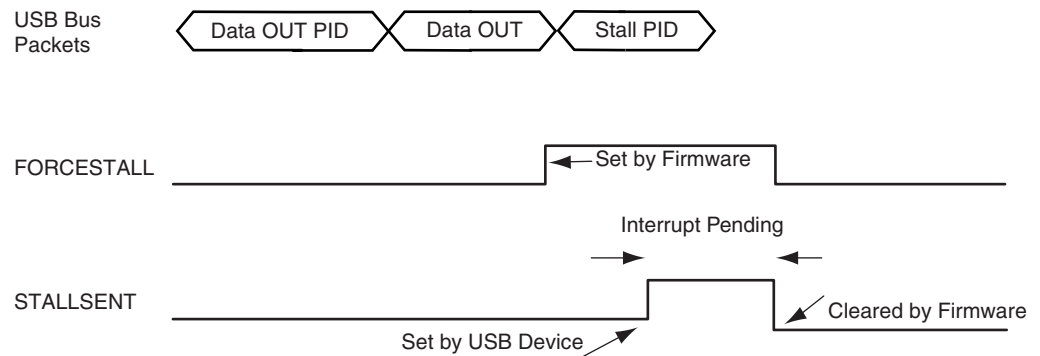 USB Bus
Packets
Data OUT PID
Data OUT
Stall PID
FORCESTALL
Set by Firmware
Interrupt Pending
STALLSENT
Cleared by Firmware
Set by USB Device